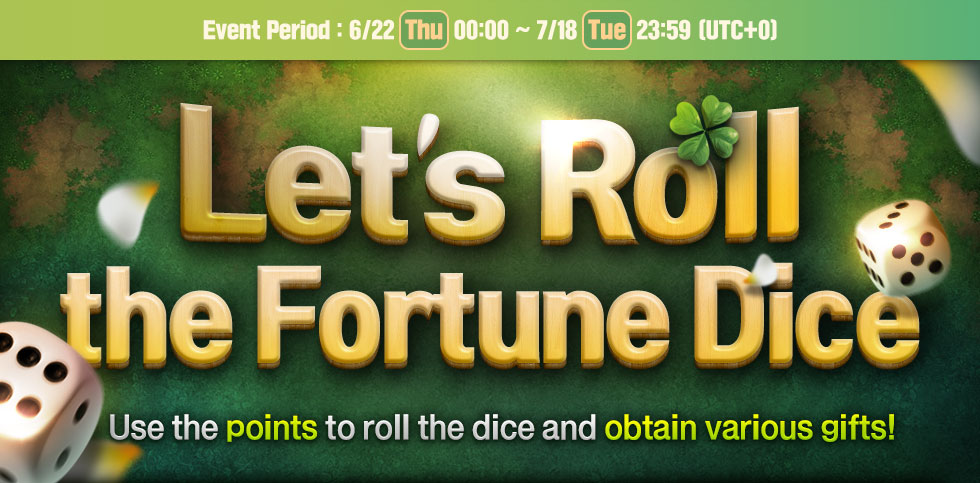 Event Period : 6/22 Thu 00:00 ~ 7/18 Tue 23:59 (UTC+0)
Let's Roll
the Fortune Dice
Use the points to roll the dice and obtain various gifts!